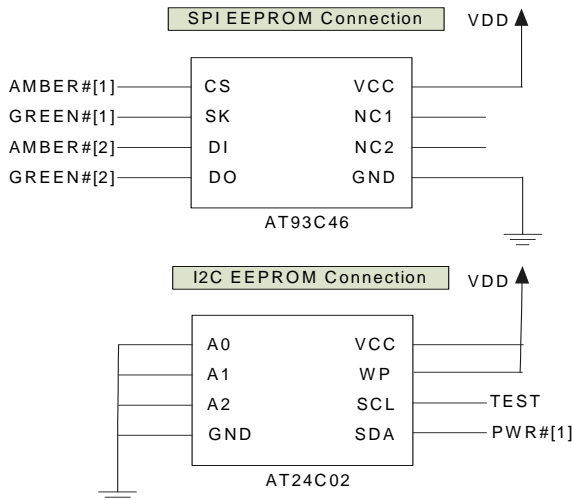 SPI EEPROM Connection
VDD
AMBER#[1] CS VCC
GREEN#[1] SK NC1
AMBER#[2] DI NC2
GREEN#[2] DO GND
AT93C46
I2C EEPROM Connection
VDD
A0 VCC
A1 WP
A2 SCL TEST
GND SDA PWR#[1]
AT24C02